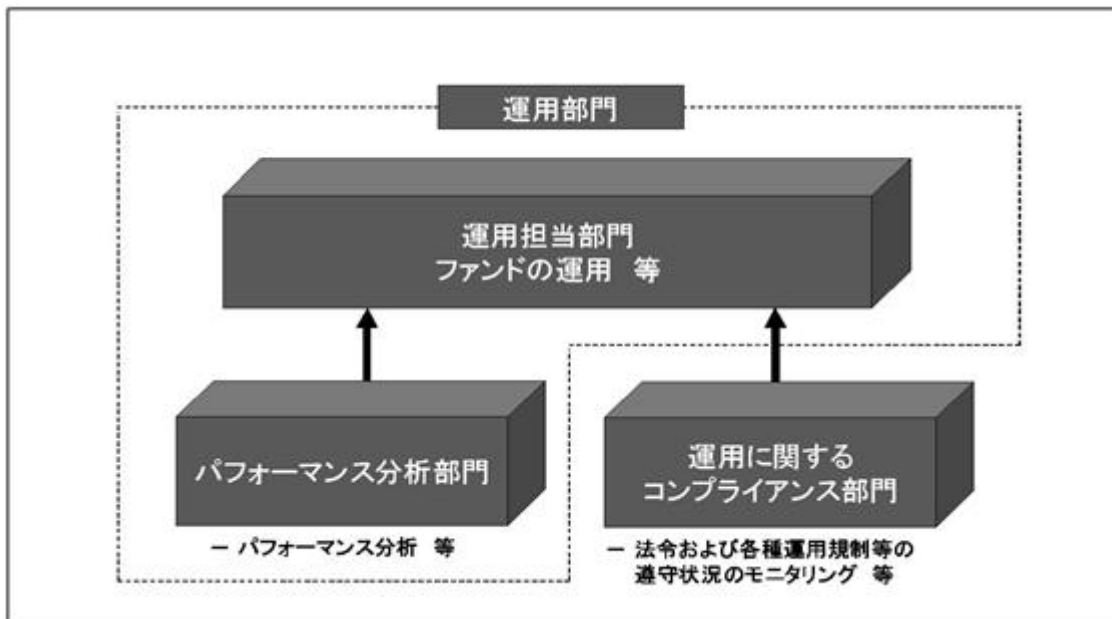 運用部門
運用担当部門
ファンドの運用　等
パフォーマンス分析部門
－ パフォーマンス分析　等
運用に関する
コンプライアンス部門
－ 法令および各種運用規制等の
遵守状況のモニタリング　等